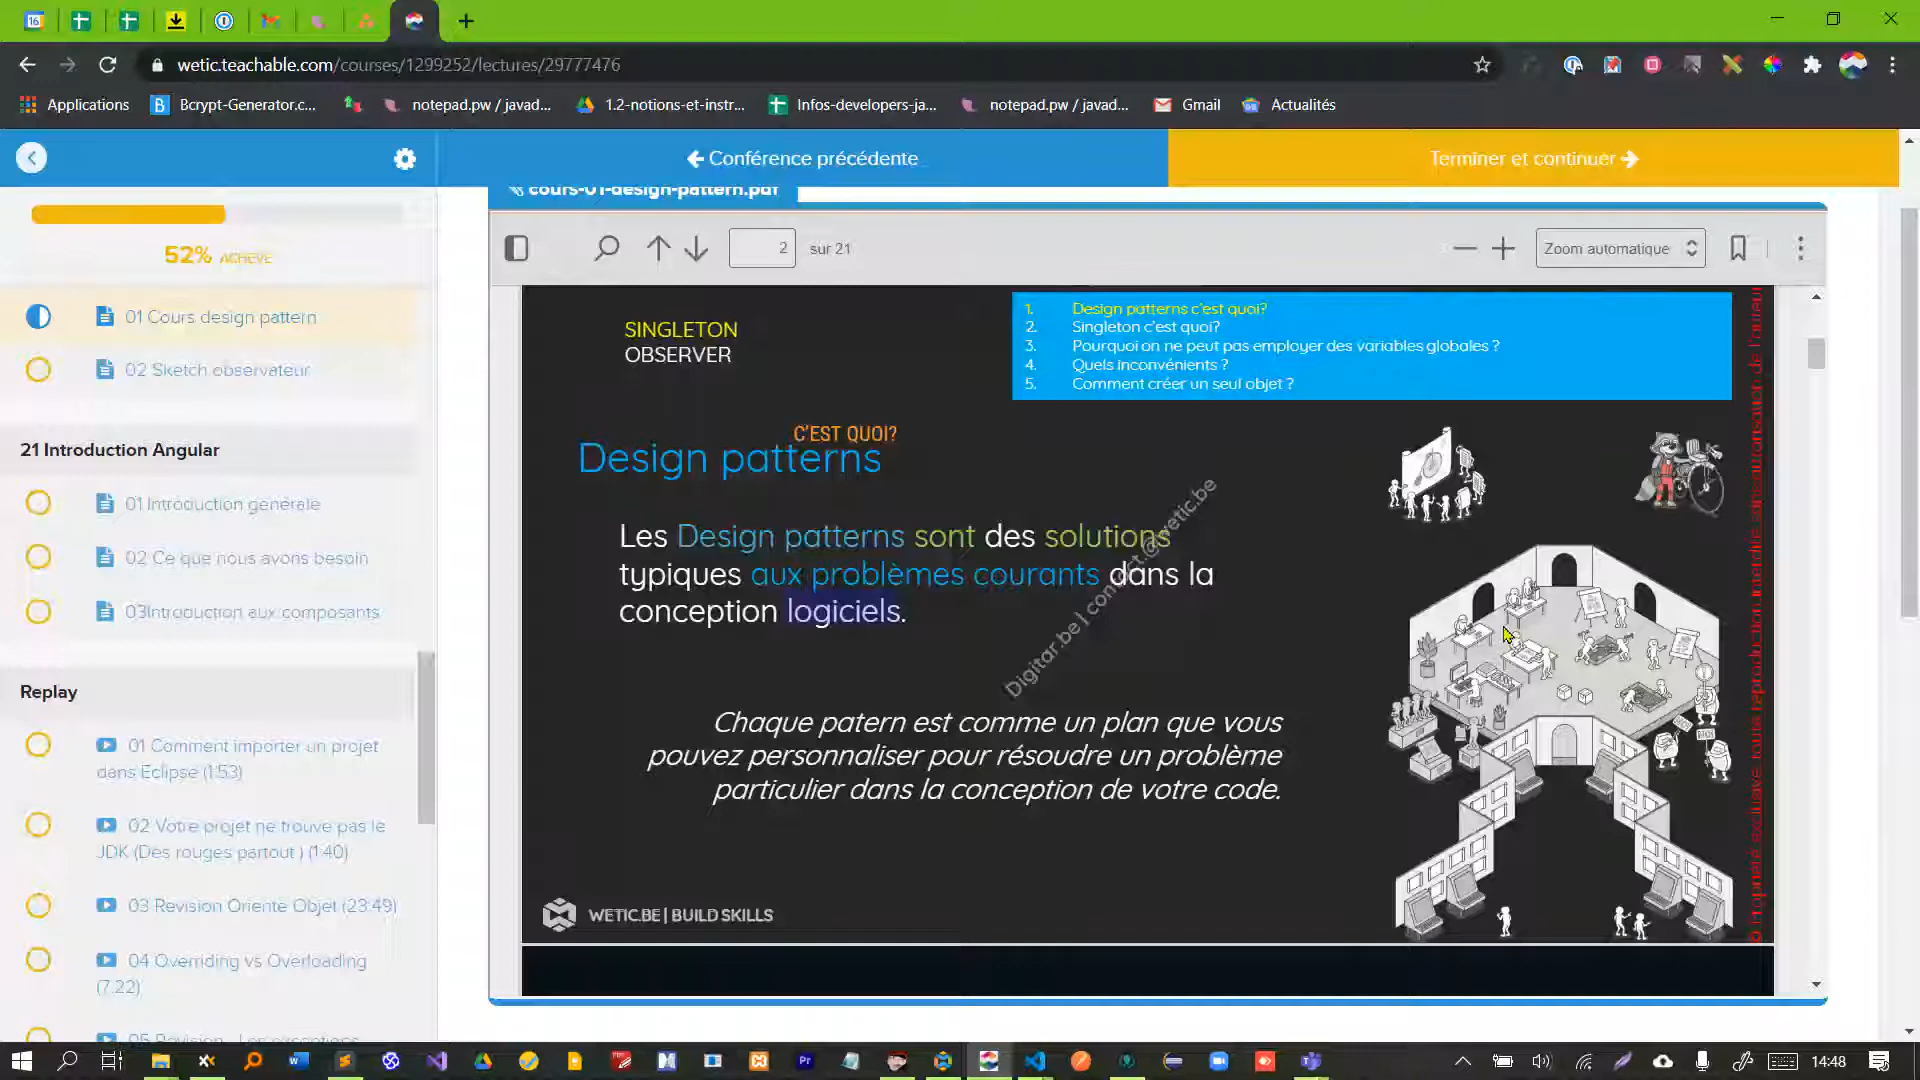 wetic.teachable.com/courses/1299252/lectures/29777476
Applications
Bcrypt-Generator.c...
notepad.pw / javad...
1.2-notions-et-instr...
Infos-developers-ja...
notepad.pw / javad...
Gmail
Actualités
Conférence précédente
Terminer et continuer
cours-01-design-pattern.pdf
52% ACHEVÉ
01 Cours design pattern
02 Sketch observateur
21 Introduction Angular
01 Introduction générale
02 Ce que nous avons besoin
03Introduction aux composants
Replay
01 Comment importer un projet
dans Eclipse (1:53)
02 Votre projet ne trouve pas le
JDK (Des rouges partout ) (1:40)
03 Revision Oriente Objet (23:49)
04 Overriding vs Overloading
(7:22)
2 sur 21
Zoom automatique
SINGLETON
OBSERVER
1. Design patterns c'est quoi?
2. Singleton c'est quoi?
3. Pourquoi on ne peut pas employer des variables globales ?
4. Quels inconvénients ?
5. Comment créer un seul objet ?
C'EST QUOI?
Design patterns
Les Design patterns sont des solutions
typiques aux problèmes courants dans la
conception logiciels.
Digitar.be | connect@wetic.be
Chaque patern est comme un plan que vous
pouvez personnaliser pour résoudre un problème
particulier dans la conception de votre code.
WETIC.BE | BUILD SKILLS
14:48